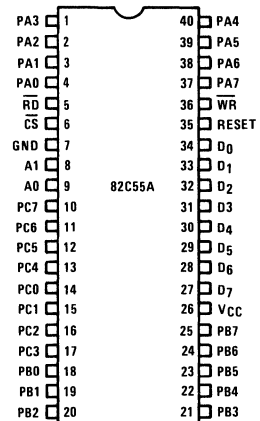 PA3 1 40 PA4
PA2 2 39 PA5
PA1 3 38 PA6
PA0 4 37 PA7
R̅D̅ 5 36 W̅R̅
C̅S̅ 6 35 RESET
GND 7 34 D0
A1 8 33 D1
A0 9 82C55A 32 D2
PC7 10 31 D3
PC6 11 30 D4
PC5 12 29 D5
PC4 13 28 D6
PC0 14 27 D7
PC1 15 26 VCC
PC2 16 25 PB7
PC3 17 24 PB6
PB0 18 23 PB5
PB1 19 22 PB4
PB2 20 21 PB3